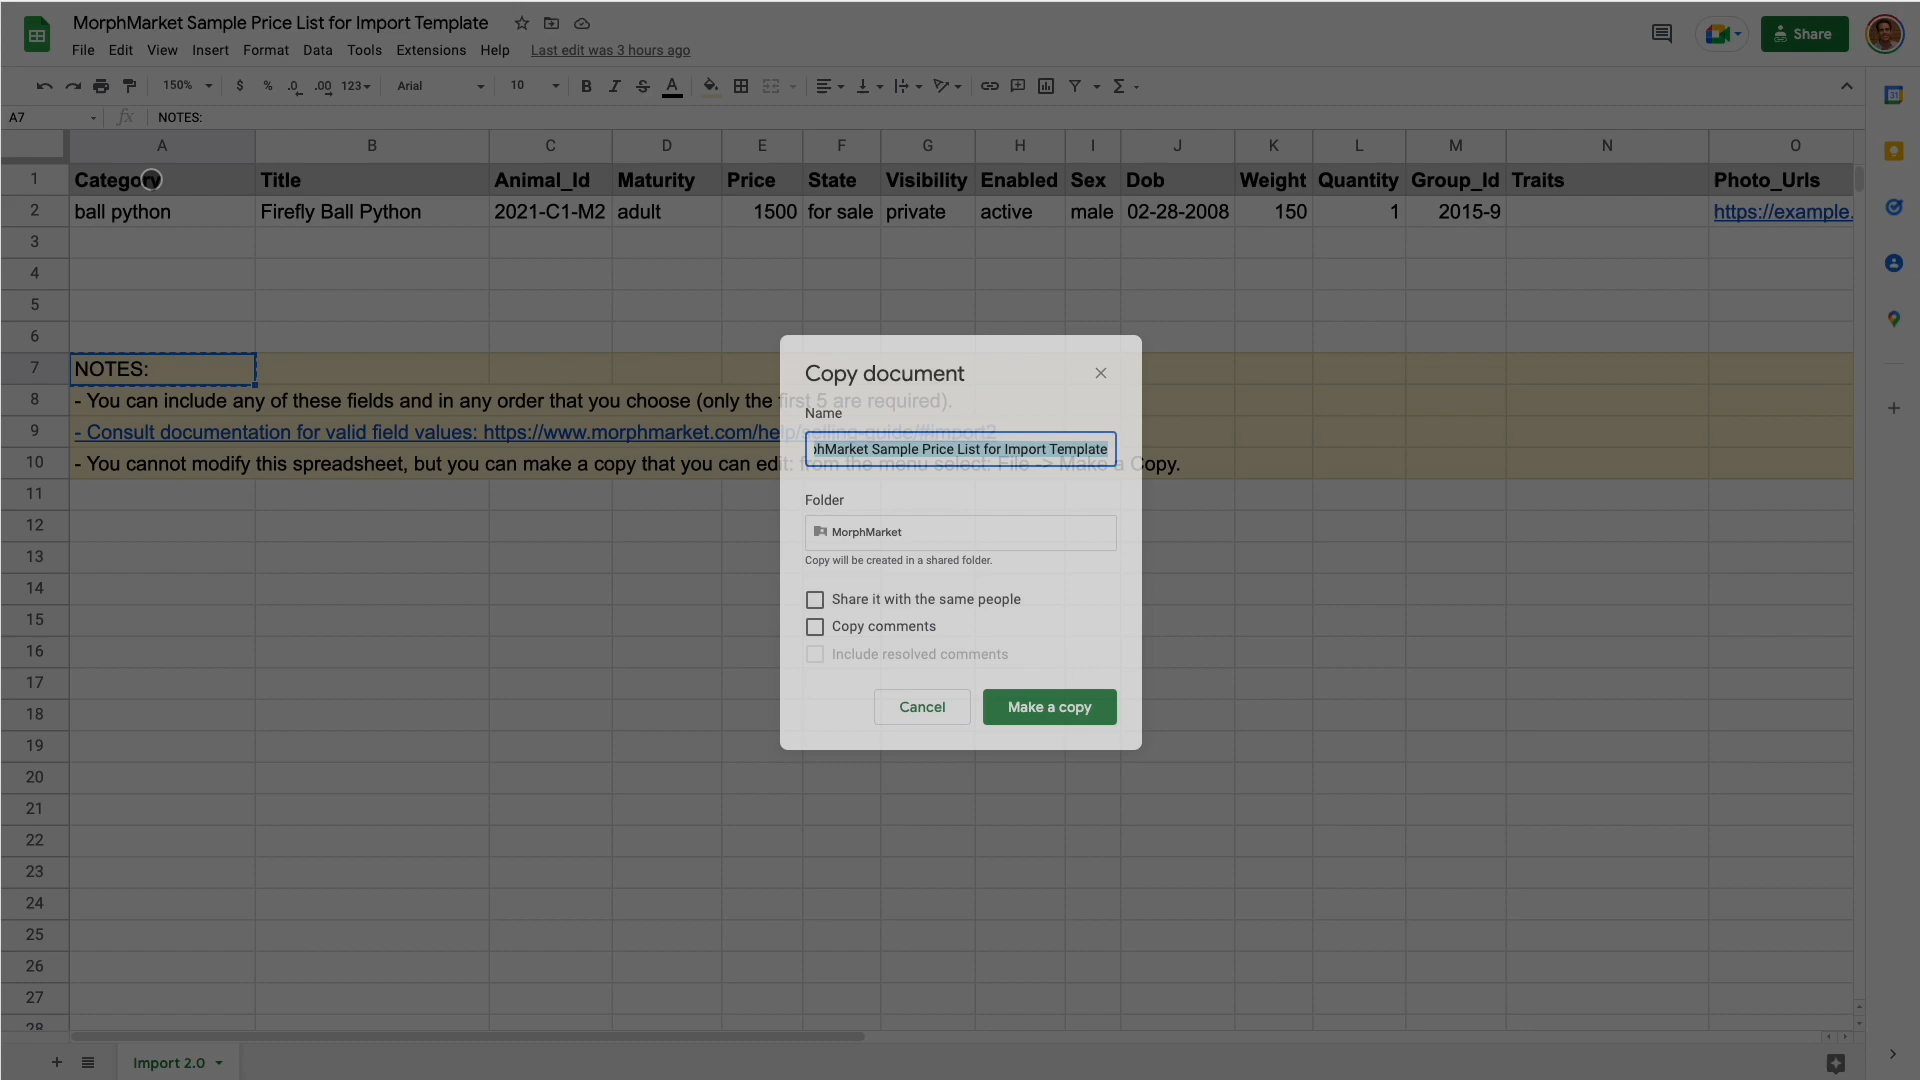 MorphMarket Sample Price List for Import Template
File Edit View Insert Format Data Tools Extensions Help Last edit was 3 hours ago
Share
150% $ % .0 .00 123 Arial 10 B I S A Σ
A7 fx NOTES:
31
A B C D E F G H I J K L M N O
1 Category Title Animal_Id Maturity Price State Visibility Enabled Sex Dob Weight Quantity Group_Id Traits Photo_Urls
2 ball python Firefly Ball Python 2021-C1-M2 adult 1500 for sale private active male 02-28-2008 150 1 2015-9 https://example.
3
4
5
6
7 NOTES:
8 - You can include any of these fields and in any order that you choose (only the first 5 are required).
9 - Consult documentation for valid field values: https://www.morphmarket.com/help/selling-guide/#import2
10 - You cannot modify this spreadsheet, but you can make a copy that you can edit: from the menu select: File -> Make a Copy.
11
12
13
14
15
16
17
18
19
20
21
22
23
24
25
26
27
28
Copy document
Name
phMarket Sample Price List for Import Template
Folder
MorphMarket
Copy will be created in a shared folder.
Share it with the same people
Copy comments
Include resolved comments
Cancel Make a copy
Import 2.0